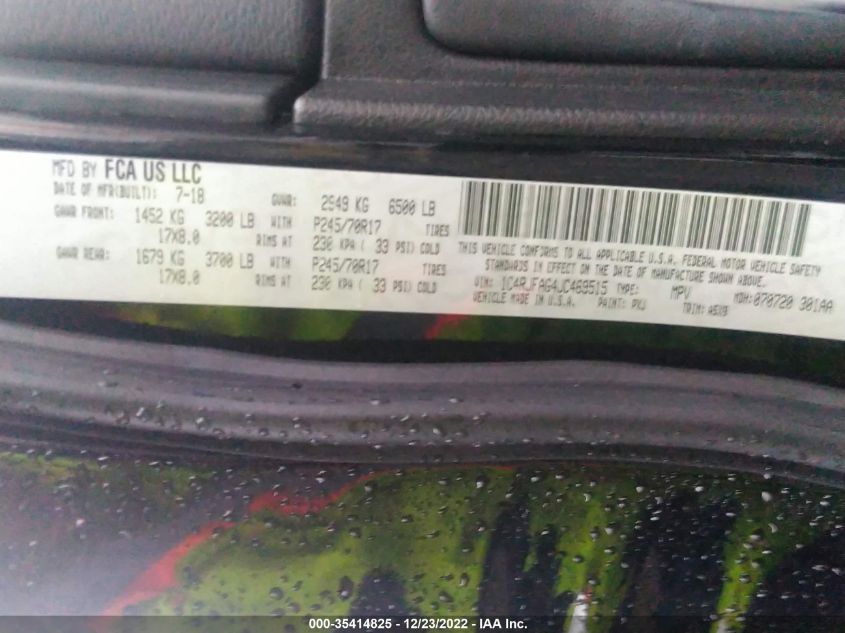 MFD BY FCA US LLC
DATE OF MFR(BUILT): 7-18 GVWR: 2949 KG 6500 LB
GAWR FRONT: 1452 KG 3200 LB WITH P245/70R17 TIRES
17X8.0 RIMS AT 230 KPA ( 33 PSI) COLD
GAWR REAR: 1679 KG 3700 LB WITH P245/70R17 TIRES
17X8.0 RIMS AT 230 KPA ( 33 PSI) COLD
THIS VEHICLE CONFORMS TO ALL APPLICABLE U.S.A. FEDERAL MOTOR VEHICLE SAFETY
STANDARDS IN EFFECT ON THE DATE OF MANUFACTURE SHOWN ABOVE.
VIN: 1C4RJFAG4JC469515 TYPE: MPV MDH: 070720 301AA
VEHICLE MADE IN U.S.A. PAINT: PXJ TRIM: A5X9
000-35414825 - 12/23/2022 - IAA Inc.